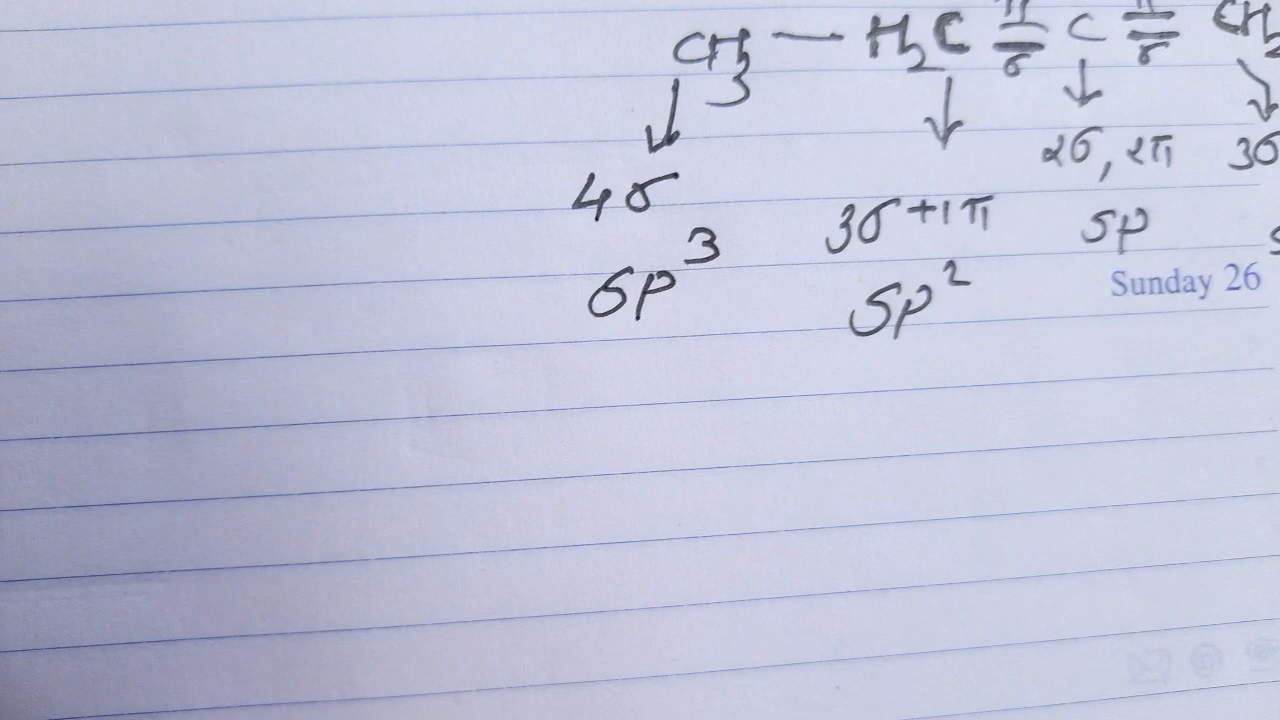 CH3 — H2C π=σ C π=σ CH2
↓ ↓ ↓ ↘
2σ, 2π 3σ
4σ 3σ+1π sp s
sp³ sp²
Sunday 26